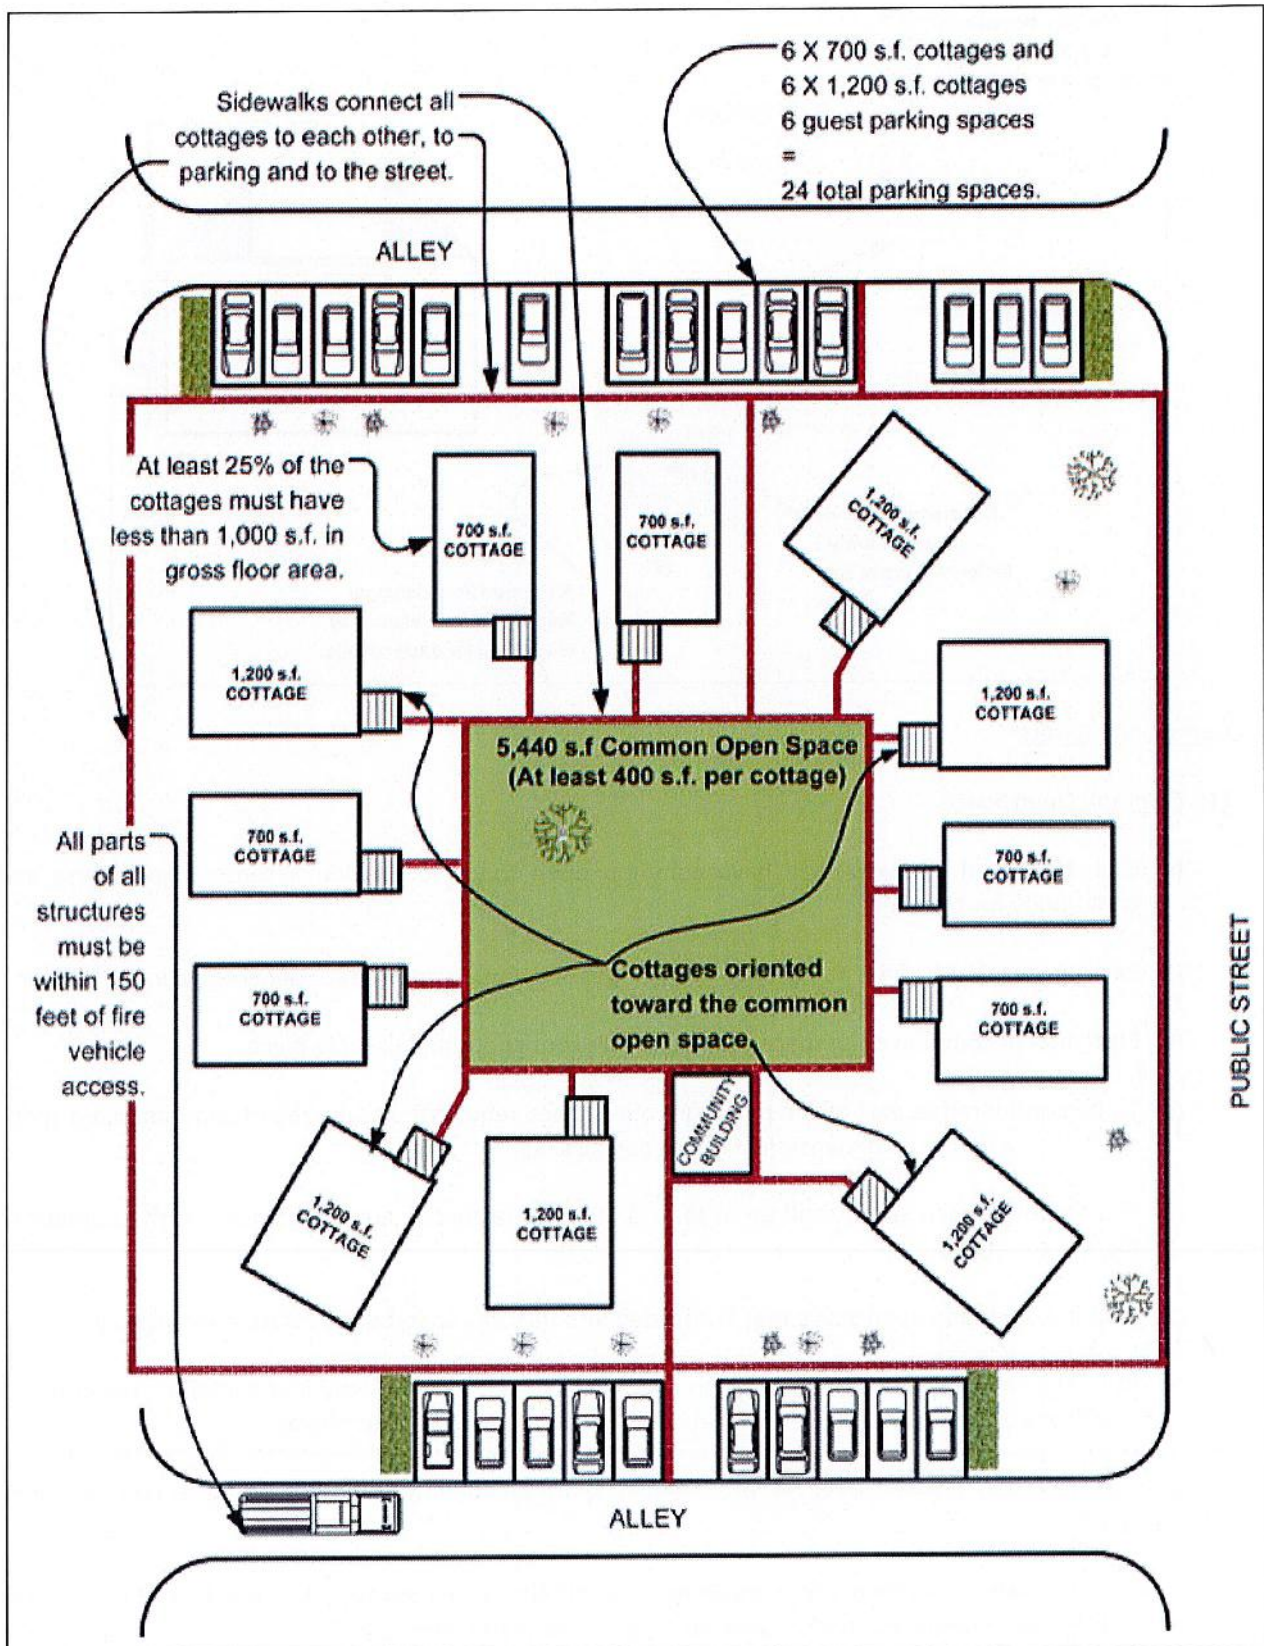 6 X 700 s.f. cottages and
6 X 1,200 s.f. cottages
6 guest parking spaces
=
24 total parking spaces.
Sidewalks connect all
cottages to each other, to
parking and to the street.
ALLEY
At least 25% of the
cottages must have
less than 1,000 s.f. in
gross floor area.
700 s.f.
COTTAGE
700 s.f.
COTTAGE
1,200 s.f.
COTTAGE
1,200 s.f.
COTTAGE
1,200 s.f.
COTTAGE
5,440 s.f Common Open Space
(At least 400 s.f. per cottage)
700 s.f.
COTTAGE
700 s.f.
COTTAGE
All parts
of all
structures
must be
within 150
feet of fire
vehicle
access.
Cottages oriented
toward the common
open space.
700 s.f.
COTTAGE
700 s.f.
COTTAGE
PUBLIC STREET
COMMUNITY
BUILDING
1,200 s.f.
COTTAGE
1,200 s.f.
COTTAGE
1,200 s.f.
COTTAGE
ALLEY